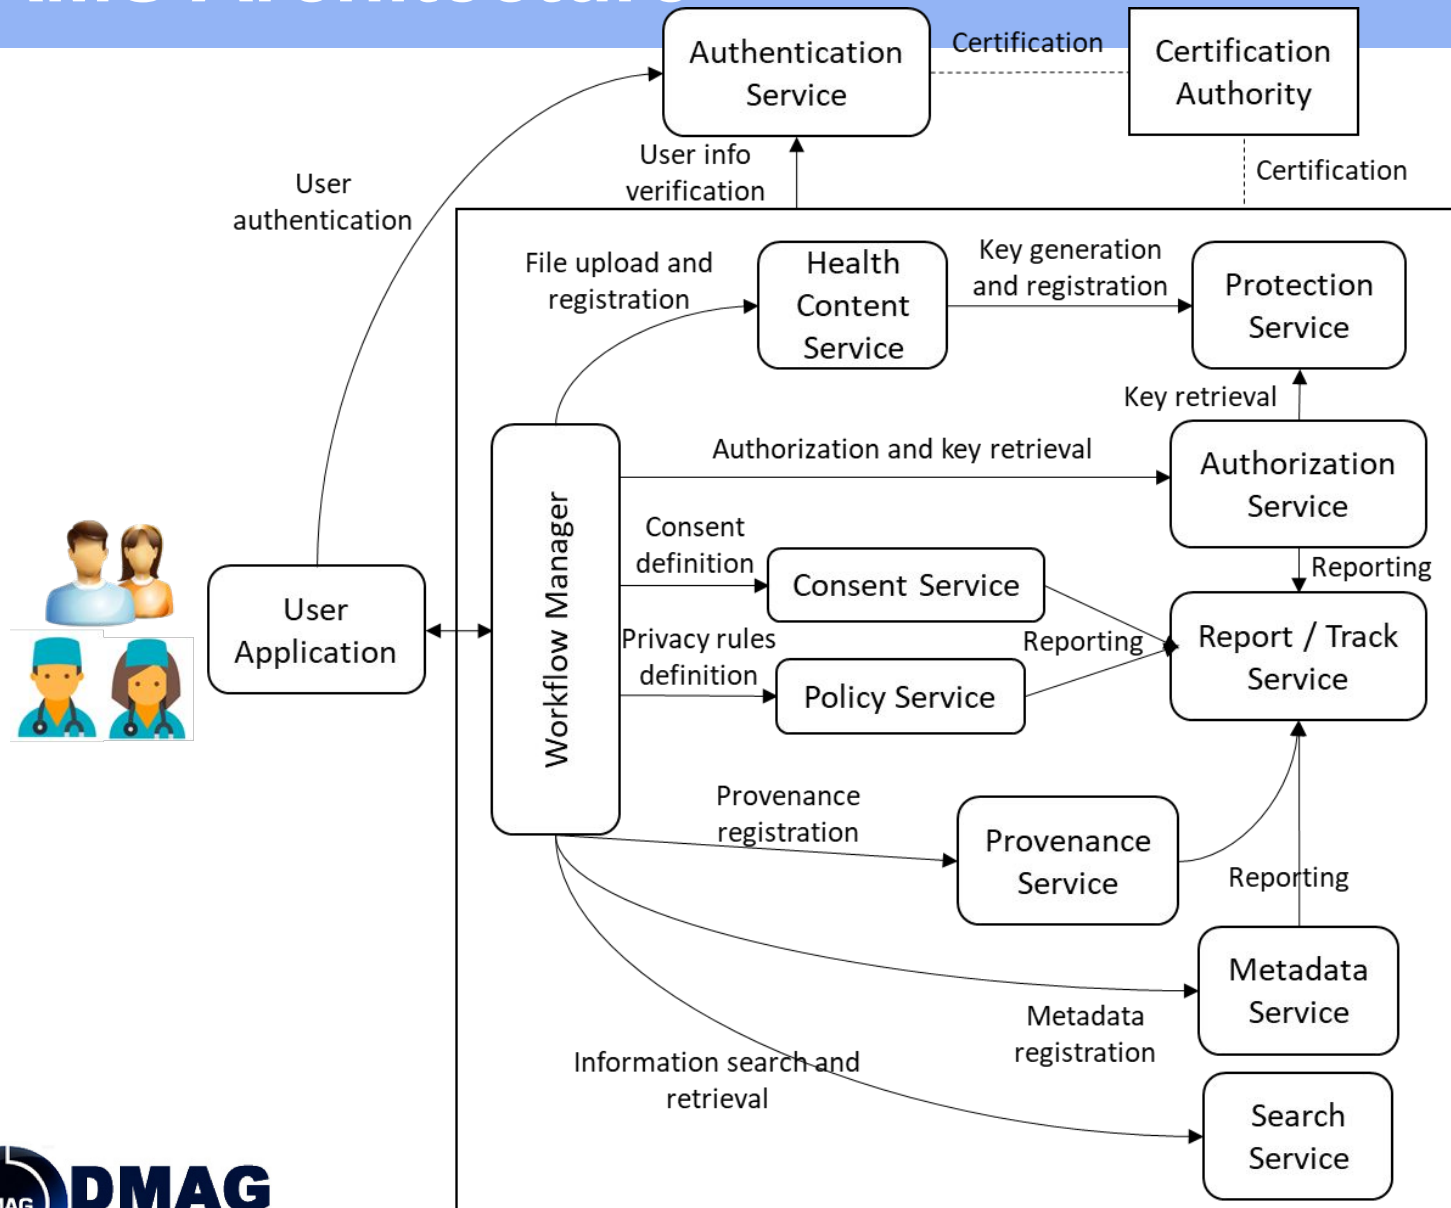 Authentication
Service
Certification
Certification
Authority
User info
verification
Certification
User
authentication
File upload and
registration
Health
Content
Service
Key generation
and registration
Protection
Service
Key retrieval
Authorization and key retrieval
Authorization
Service
Workflow Manager
Consent
definition
Consent Service
Reporting
User
Application
Privacy rules
definition
Reporting
Report / Track
Service
Policy Service
Provenance
registration
Provenance
Service
Reporting
Metadata
Service
Metadata
registration
Information search and
retrieval
Search
Service
DMAG